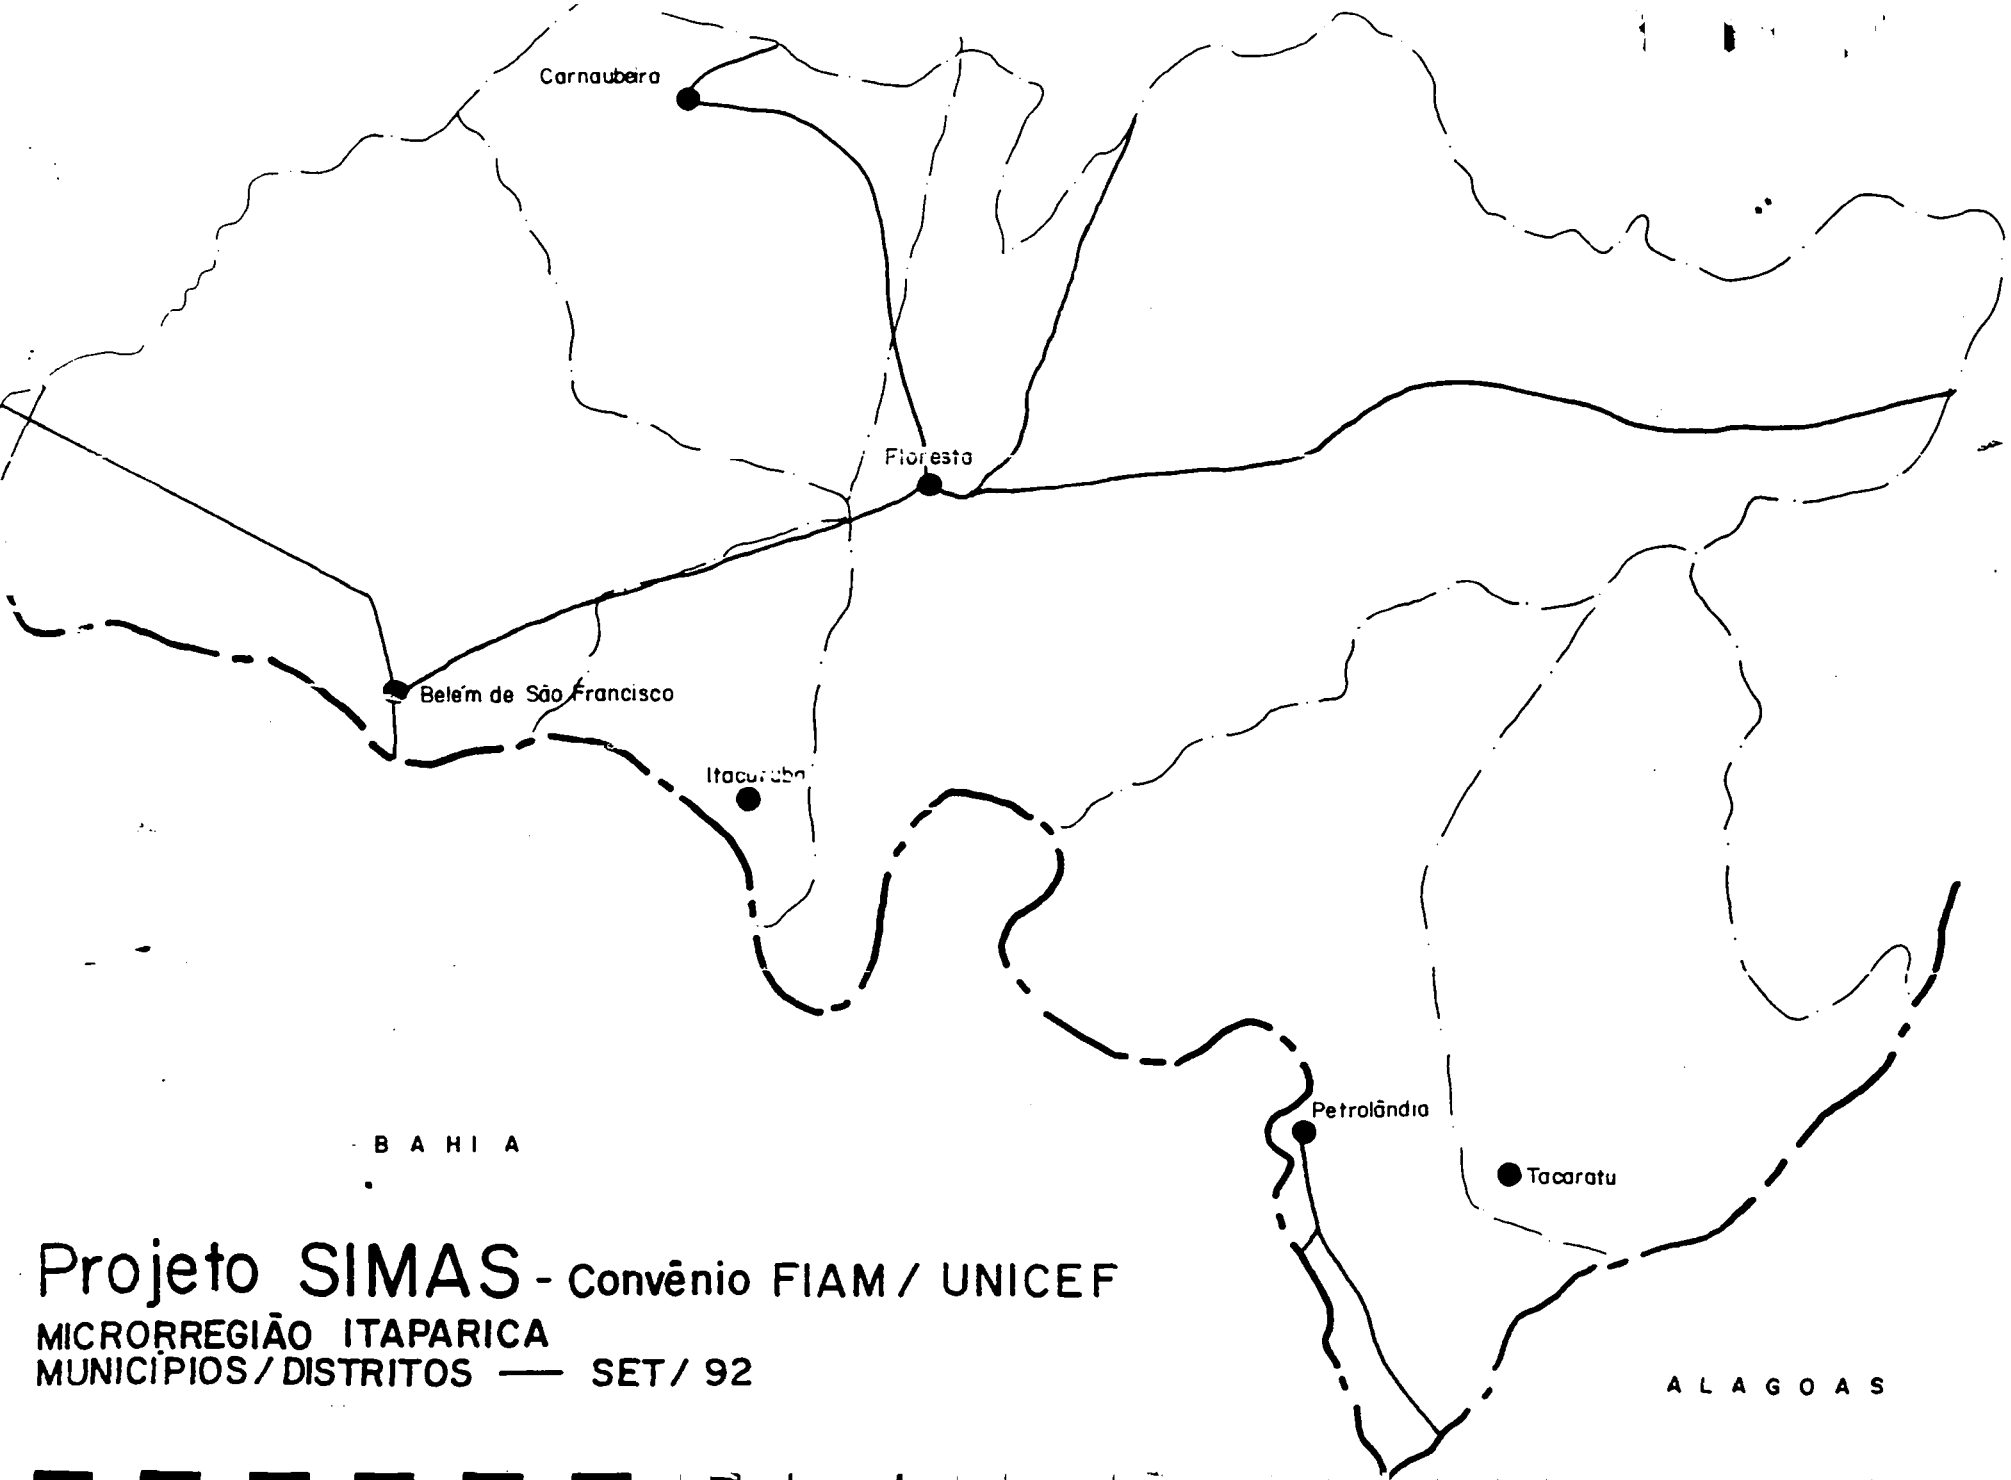 Carnaubeira
Floresta
Belém de São Francisco
Itacuruba
Petrolândia
Tacaratu
BAHIA
Projeto SIMAS - Convênio FIAM / UNICEF
MICRORREGIÃO ITAPARICA
MUNICÍPIOS / DISTRITOS — SET / 92
ALAGOAS